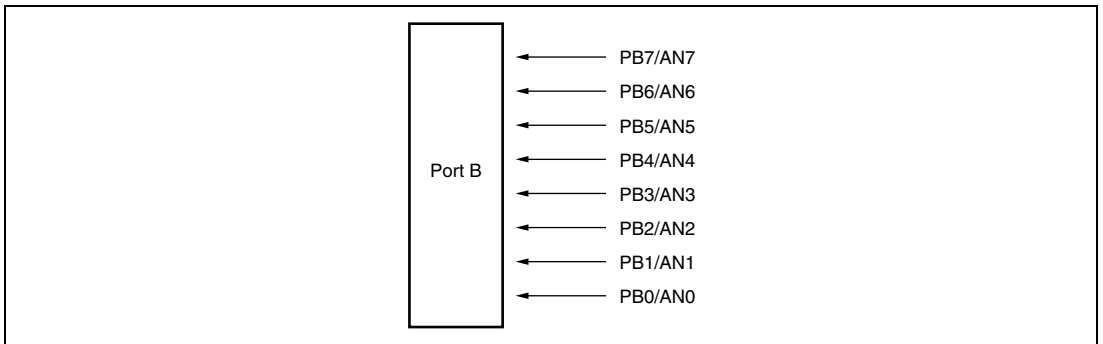 Port B
PB7/AN7
PB6/AN6
PB5/AN5
PB4/AN4
PB3/AN3
PB2/AN2
PB1/AN1
PB0/AN0